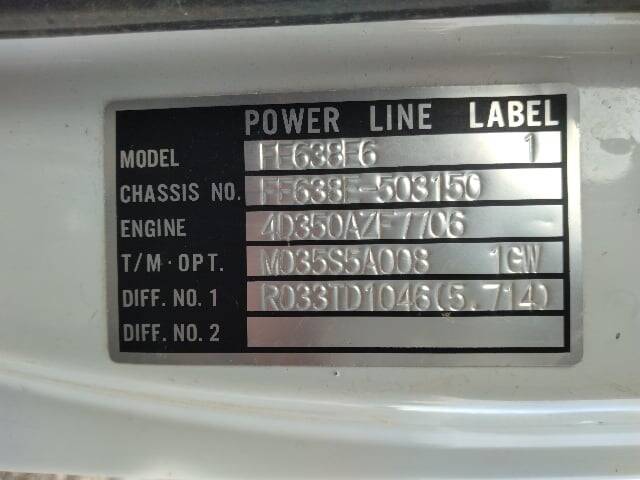 POWER LINE LABEL
MODEL FE638E6 1
CHASSIS NO. FE638E-503150
ENGINE 4D350AZF7706
T/M·OPT. M035S5A008 1GW
DIFF. NO. 1 R033TD1046(5.714)
DIFF. NO. 2